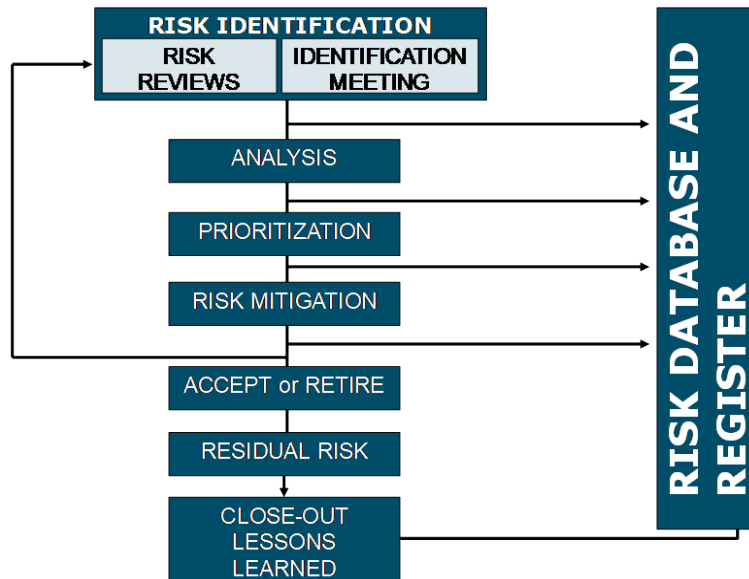 RISK IDENTIFICATION
RISK
REVIEWS
IDENTIFICATION
MEETING
ANALYSIS
PRIORITIZATION
RISK MITIGATION
ACCEPT or RETIRE
RESIDUAL RISK
CLOSE-OUT
LESSONS
LEARNED
RISK DATABASE AND
REGISTER